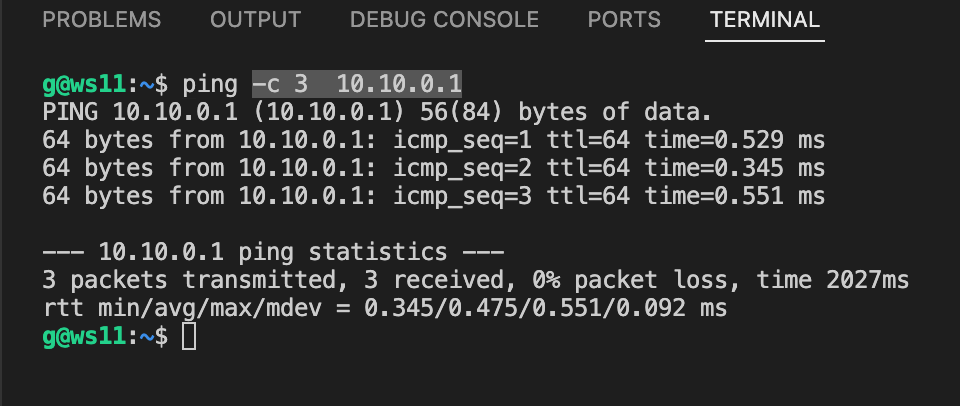 PROBLEMS OUTPUT DEBUG CONSOLE PORTS TERMINAL
g@ws11:~$ ping -c 3  10.10.0.1
PING 10.10.0.1 (10.10.0.1) 56(84) bytes of data.
64 bytes from 10.10.0.1: icmp_seq=1 ttl=64 time=0.529 ms
64 bytes from 10.10.0.1: icmp_seq=2 ttl=64 time=0.345 ms
64 bytes from 10.10.0.1: icmp_seq=3 ttl=64 time=0.551 ms
--- 10.10.0.1 ping statistics ---
3 packets transmitted, 3 received, 0% packet loss, time 2027ms
rtt min/avg/max/mdev = 0.345/0.475/0.551/0.092 ms
g@ws11:~$